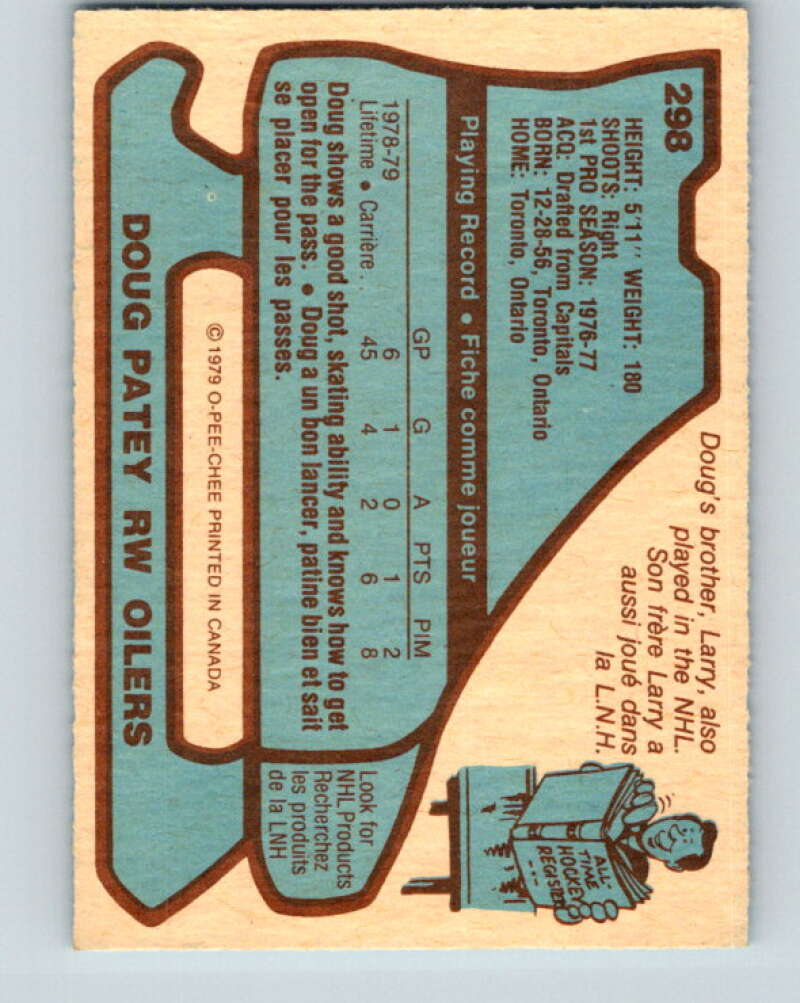 298
HEIGHT: 5'11" WEIGHT: 180
SHOOTS: Right
1st PRO SEASON: 1976-77
ACQ: Drafted from Capitals
BORN: 12-28-56, Toronto, Ontario
HOME: Toronto, Ontario
Doug's brother, Larry, also
played in the NHL.
Son frère Larry a
aussi joué dans
la L.N.H.
ALL-
TIME
HOCKEY
REGISTER
Playing Record • Fiche comme joueur
GP G A PTS PIM
1978-79 6 1 0 1 2
Lifetime • Carrière . 45 4 2 6 8
Doug shows a good shot, skating ability and knows how to get
open for the pass. • Doug a un bon lancer, patine bien et sait
se placer pour les passes.
Look for
NHL Products
Recherchez
les produits
de la LNH
© 1979 O-PEE-CHEE PRINTED IN CANADA
DOUG PATEY RW OILERS